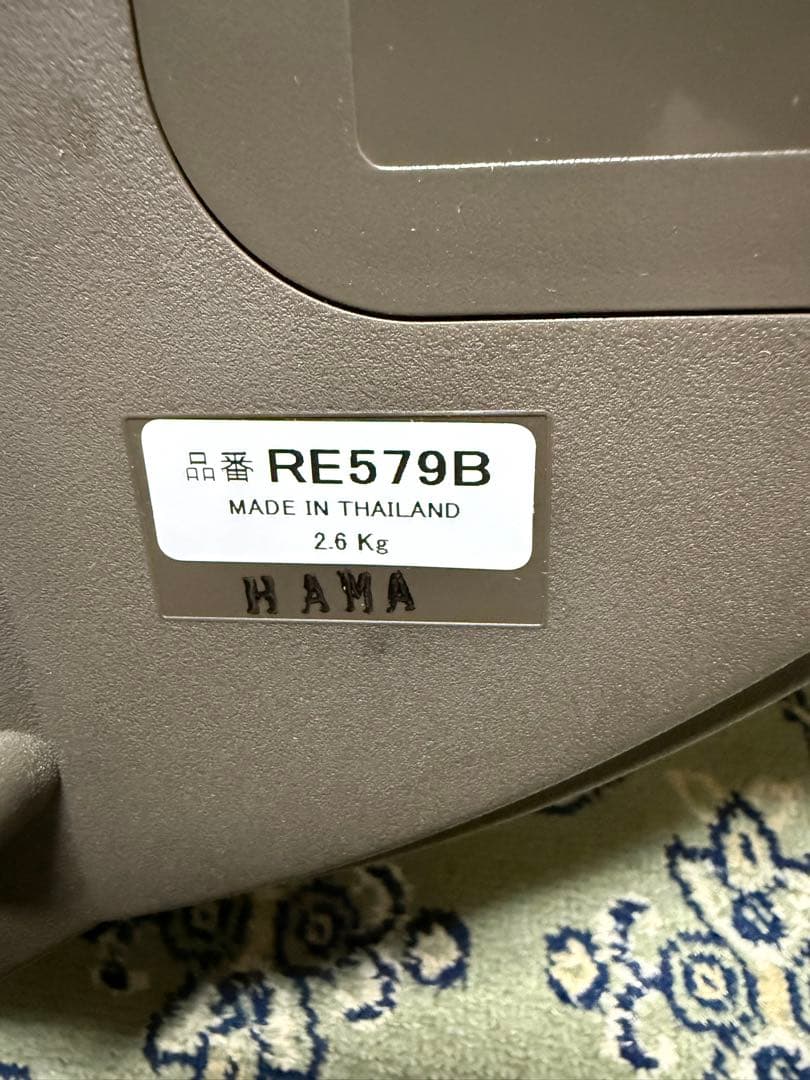 品番 RE579B
MADE IN THAILAND
2.6 Kg
HAMA